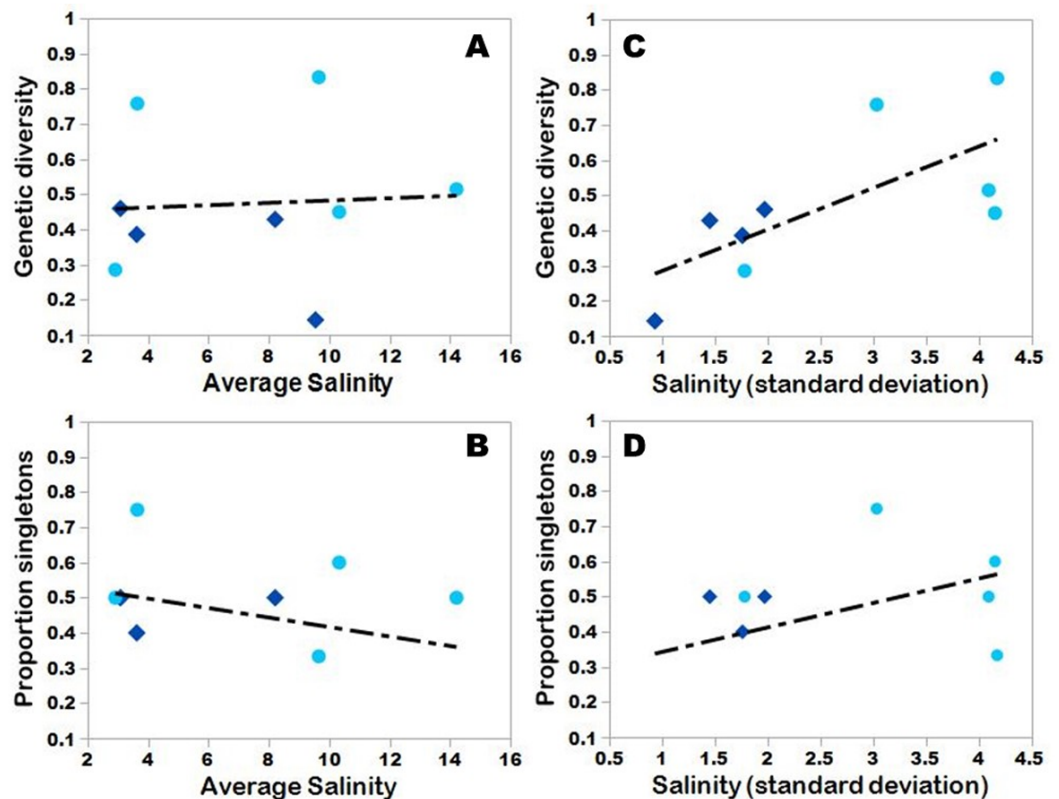 A
Genetic diversity
1
0.9
0.8
0.7
0.6
0.5
0.4
0.3
0.2
0.1
2 4 6 8 10 12 14 16
Average Salinity
C
Genetic diversity
1
0.9
0.8
0.7
0.6
0.5
0.4
0.3
0.2
0.1
0.5 1 1.5 2 2.5 3 3.5 4 4.5
Salinity (standard deviation)
B
Proportion singletons
1
0.9
0.8
0.7
0.6
0.5
0.4
0.3
0.2
0.1
2 4 6 8 10 12 14 16
Average Salinity
D
Proportion singletons
1
0.9
0.8
0.7
0.6
0.5
0.4
0.3
0.2
0.1
0.5 1 1.5 2 2.5 3 3.5 4 4.5
Salinity (standard deviation)